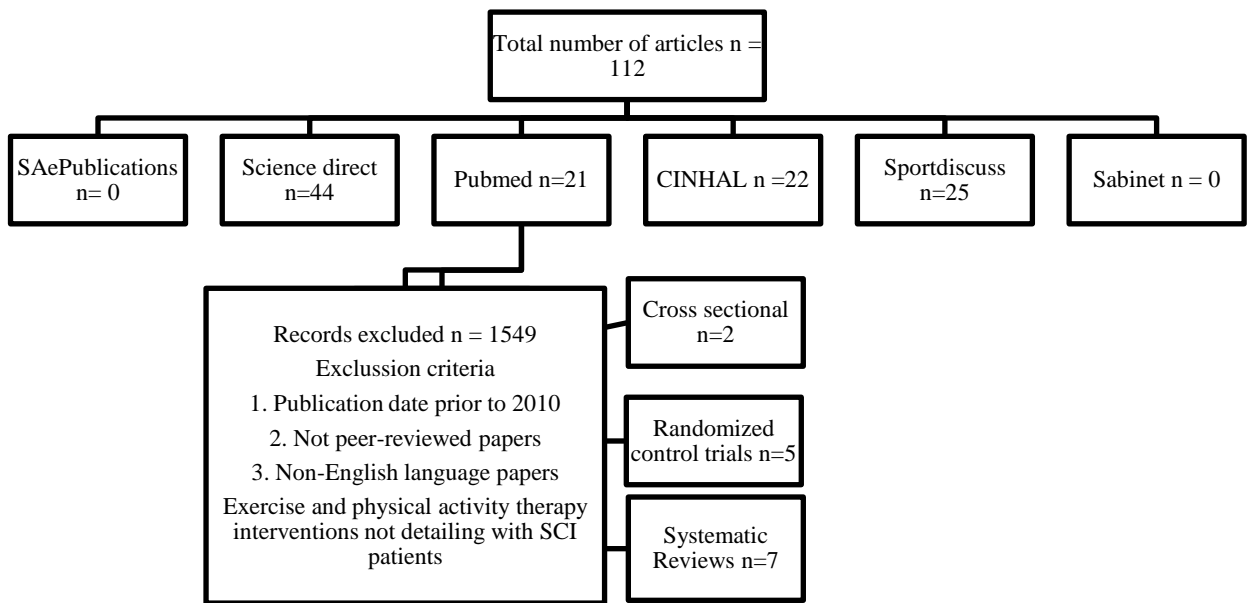 Total number of articles n =
112
SAePublications
n= 0
Science direct
n=44
Pubmed n=21
CINHAL n =22
Sportdiscuss
n=25
Sabinet n = 0
Records excluded n = 1549
Exclussion criteria
1. Publication date prior to 2010
2. Not peer-reviewed papers
3. Non-English language papers
Exercise and physical activity therapy
interventions not detailing with SCI
patients
Cross sectional
n=2
Randomized
control trials n=5
Systematic
Reviews n=7